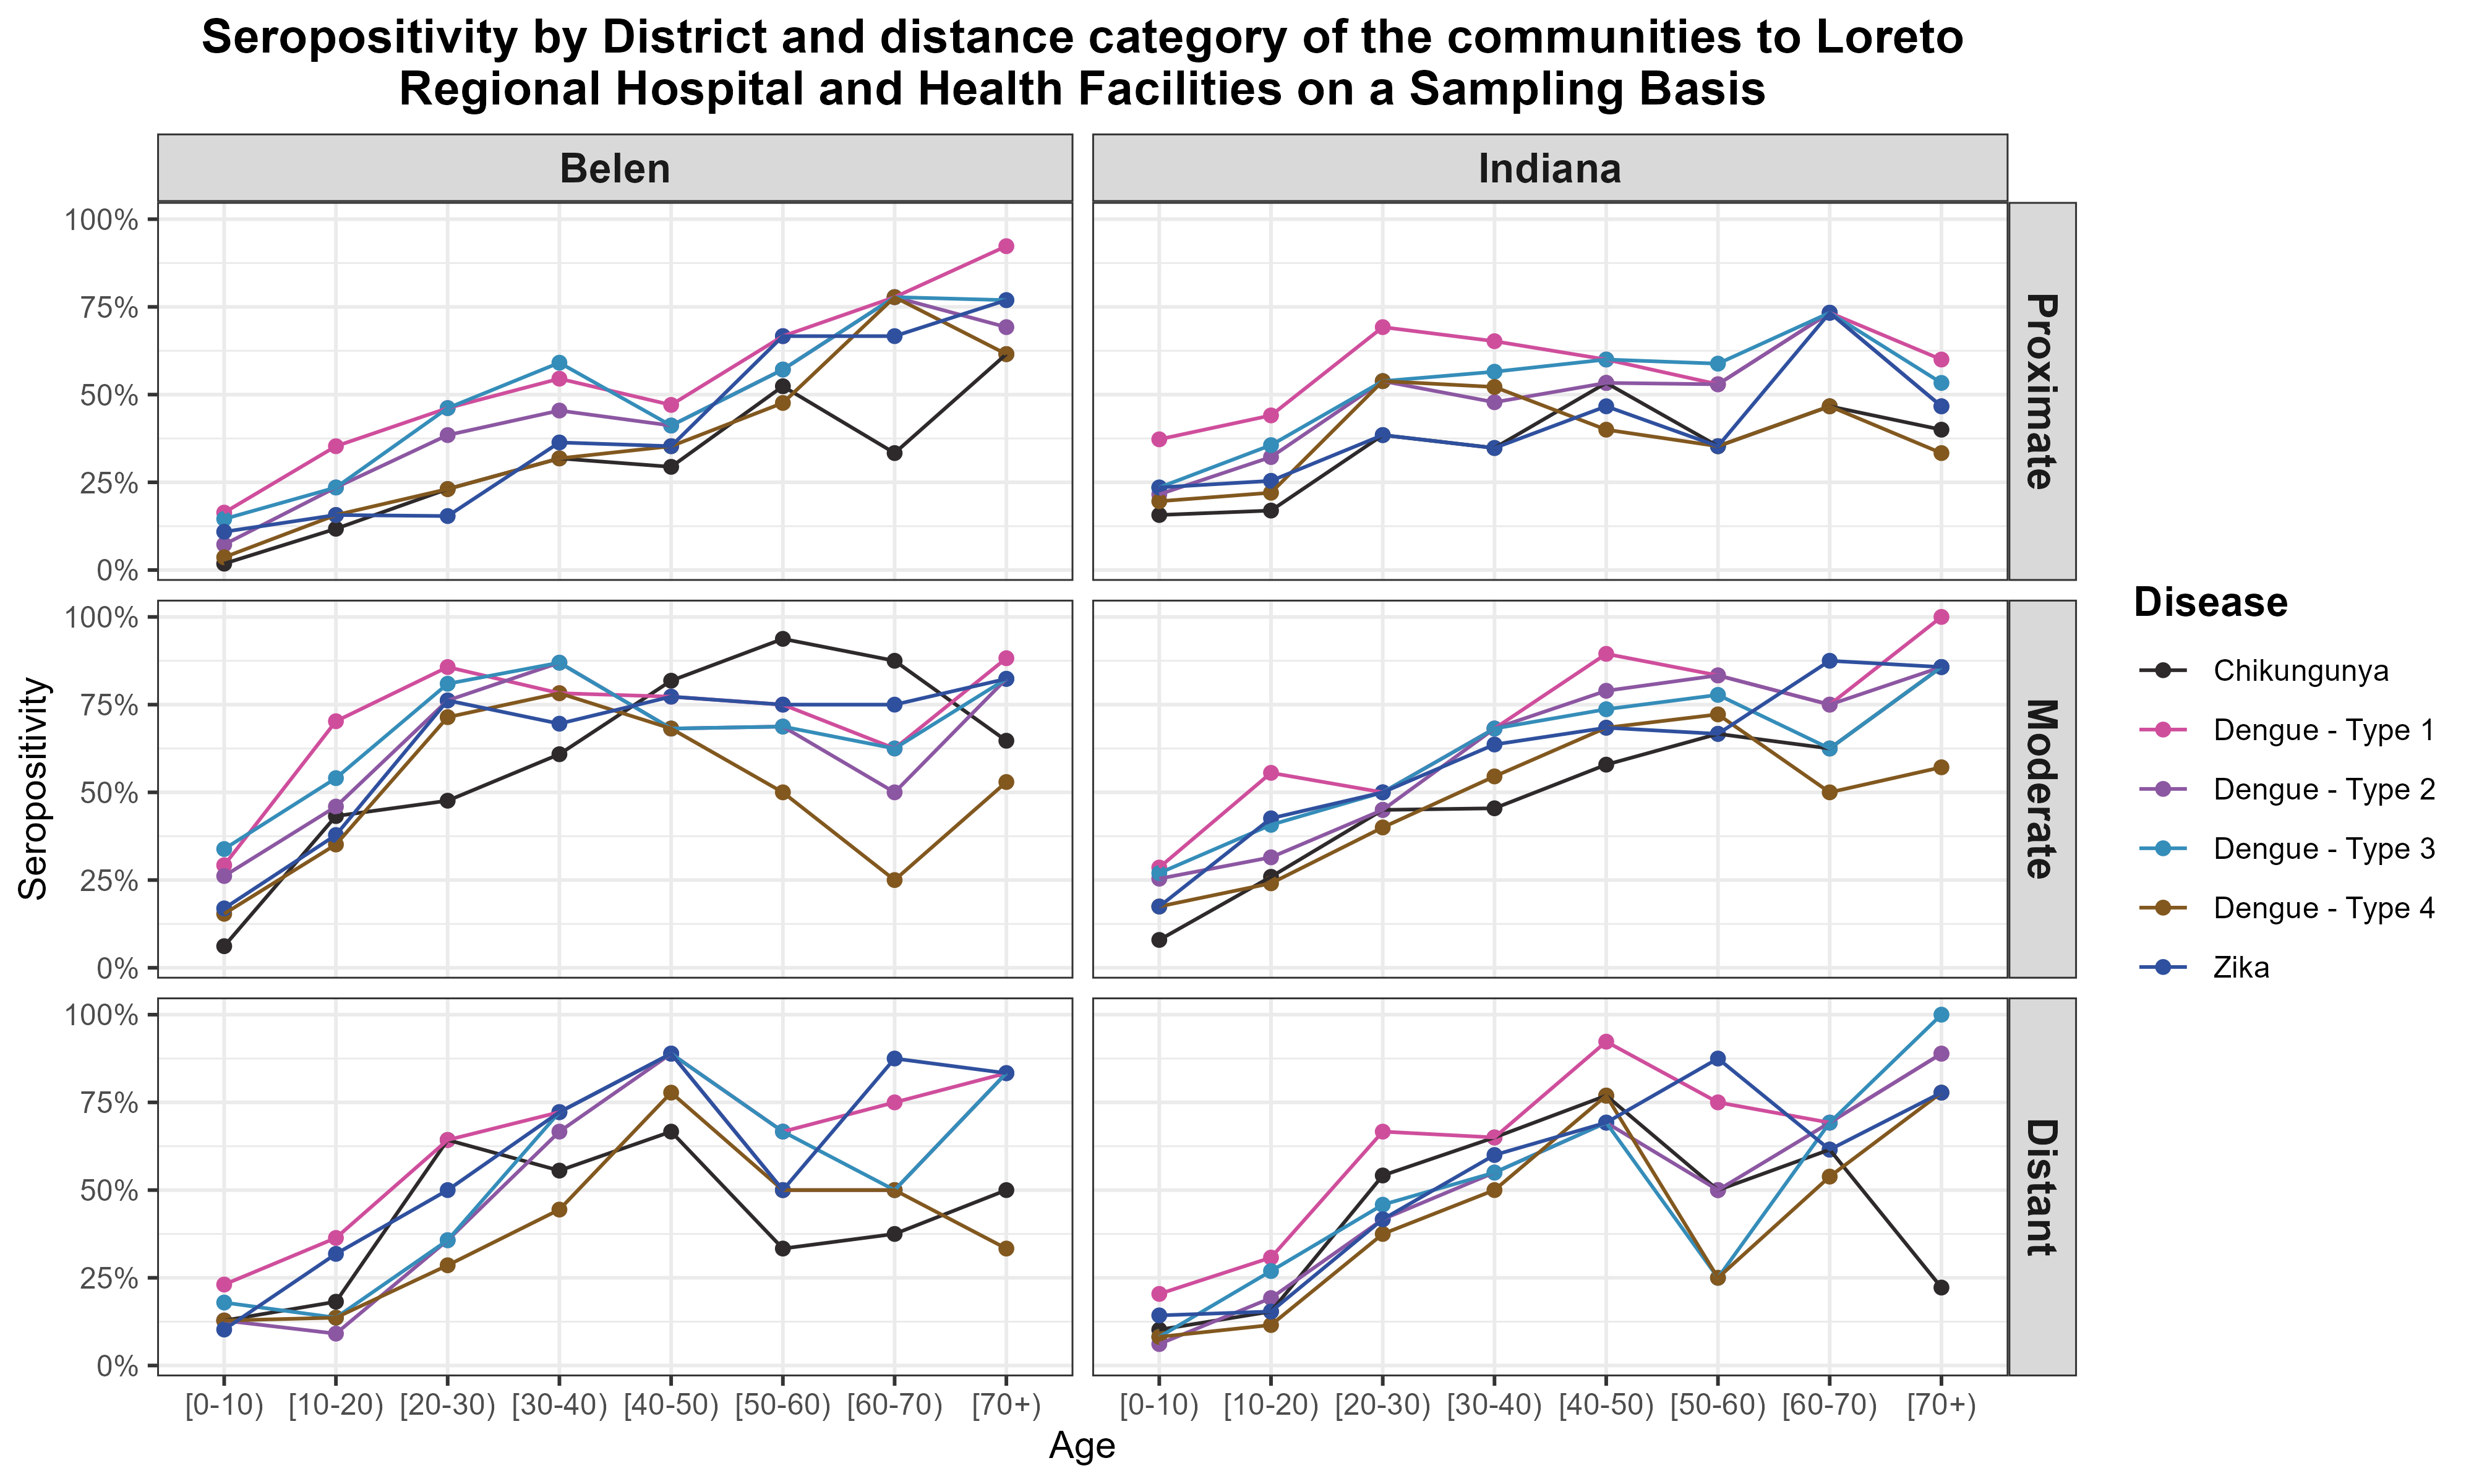 Seropositivity by District and distance category of the communities to Loreto
Regional Hospital and Health Facilities on a Sampling Basis
Belen
Indiana
100%
75%
50%
25%
0%
Proximate
100%
75%
50%
25%
0%
Moderate
100%
75%
50%
25%
0%
Distant
Seropositivity
[0-10) [10-20) [20-30) [30-40) [40-50) [50-60) [60-70) [70+)
[0-10) [10-20) [20-30) [30-40) [40-50) [50-60) [60-70) [70+)
Age
Disease
Chikungunya
Dengue - Type 1
Dengue - Type 2
Dengue - Type 3
Dengue - Type 4
Zika